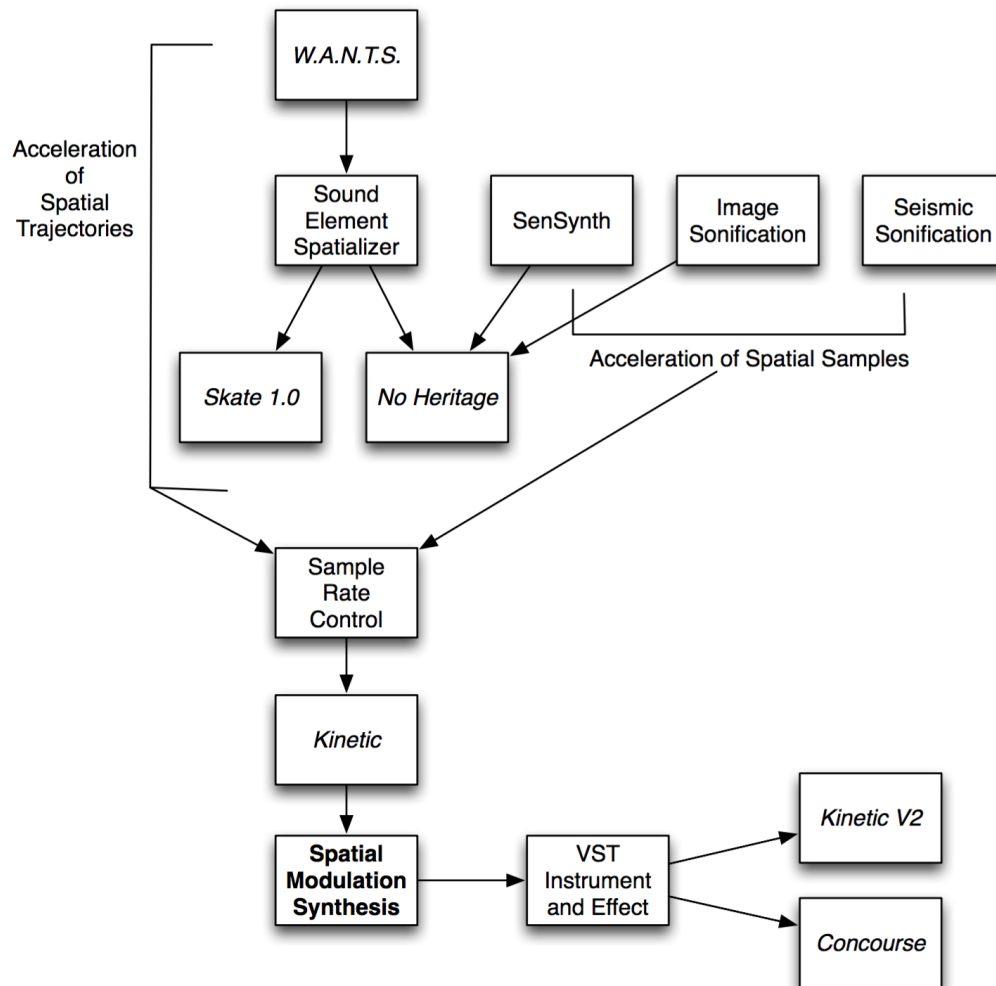 W.A.N.T.S.
Acceleration
of
Spatial
Trajectories
Sound
Element
Spatializer
SenSynth
Image
Sonification
Seismic
Sonification
Skate 1.0
No Heritage
Acceleration of Spatial Samples
Sample
Rate
Control
Kinetic
Spatial
Modulation
Synthesis
VST
Instrument
and Effect
Kinetic V2
Concourse